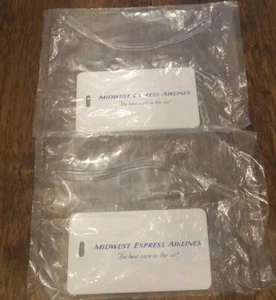 MIDWEST EXPRESS AIRLINES
"The best care in the air"
MIDWEST EXPRESS AIRLINES
"The best care in the air"